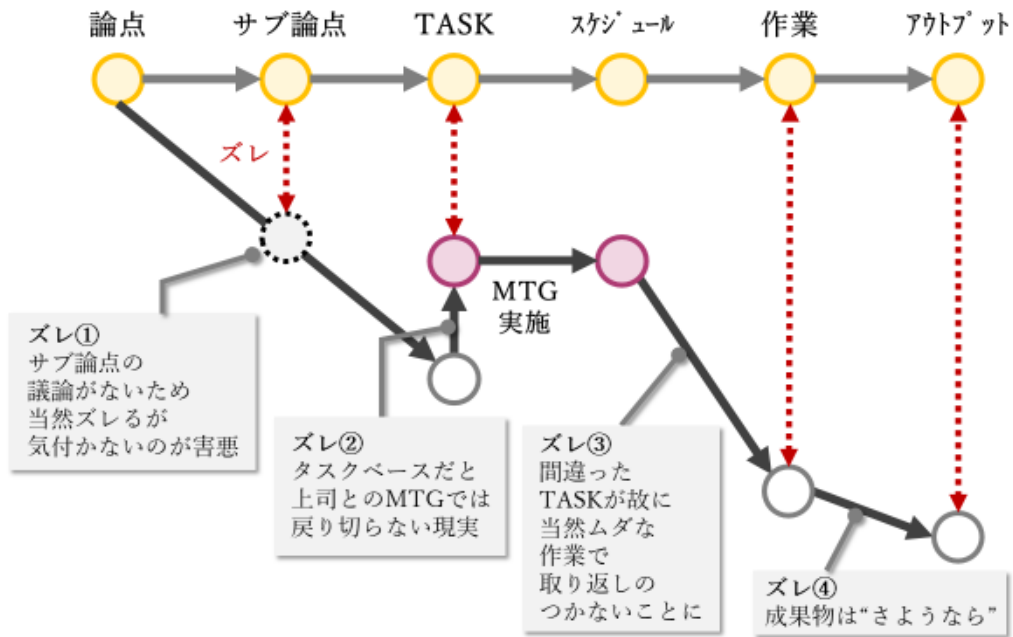 論点 サブ論点 TASK ｽｹｼﾞｭｰﾙ 作業 ｱｳﾄﾌﾟｯﾄ
ズレ
MTG
実施
ズレ①
サブ論点の
議論がないため
当然ズレるが
気付かないのが害悪
ズレ②
タスクベースだと
上司とのMTGでは
戻り切らない現実
ズレ③
間違った
TASKが故に
当然ムダな
作業で
取り返しの
つかないことに
ズレ④
成果物は“さようなら”